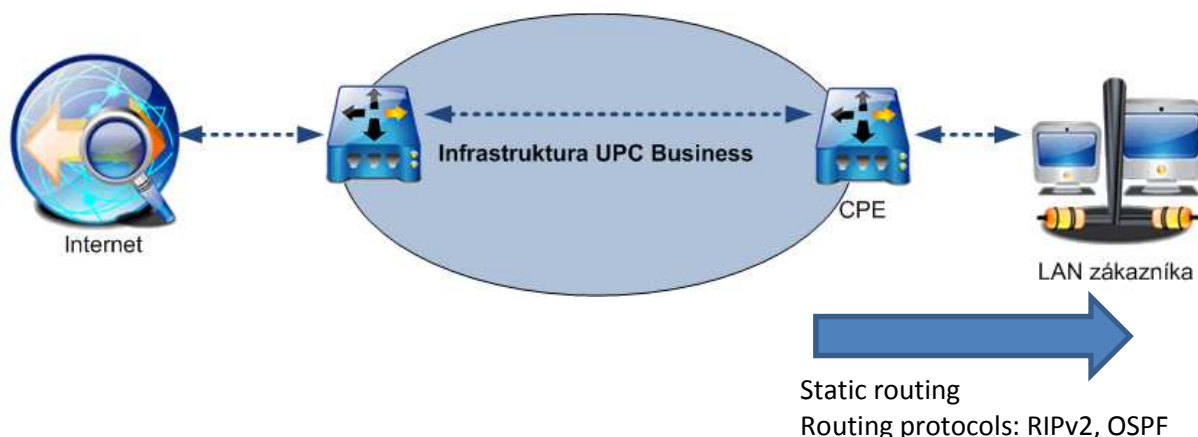 Infrastruktura UPC Business
Internet
CPE
LAN zákazníka
Static routing
Routing protocols: RIPv2, OSPF